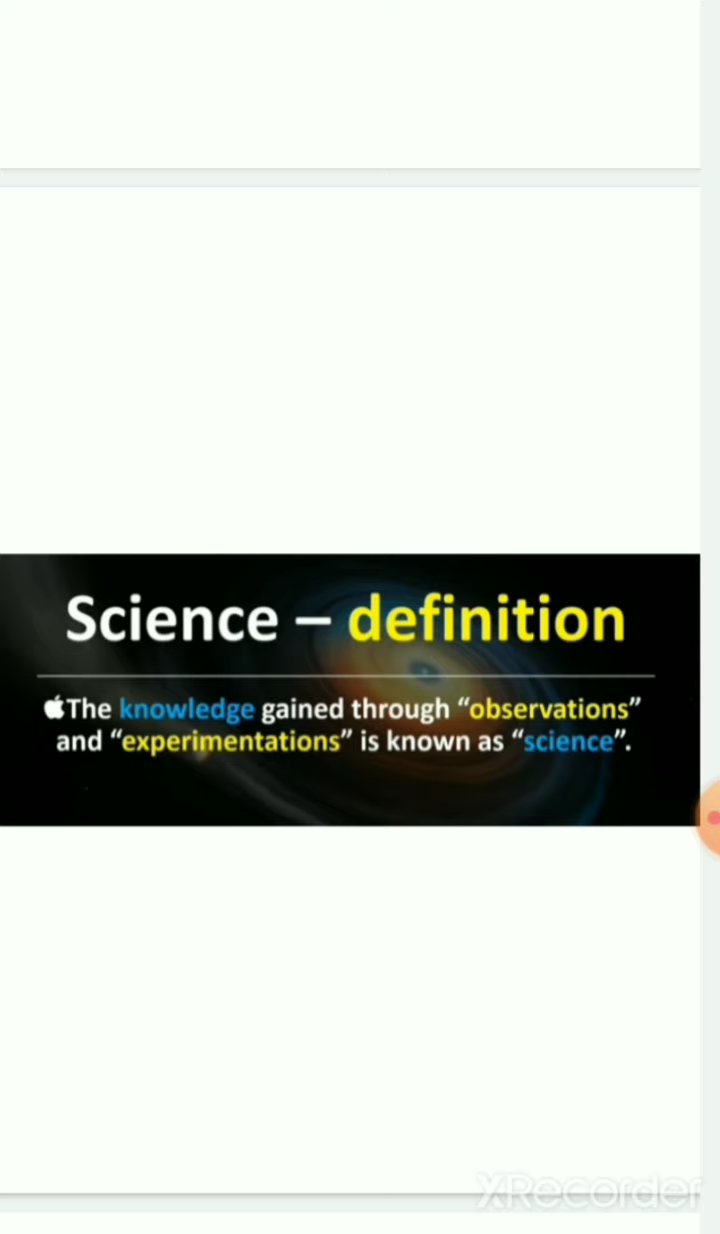 Science – definition
The knowledge gained through “observations”
and “experimentations” is known as “science”.
XRecorder